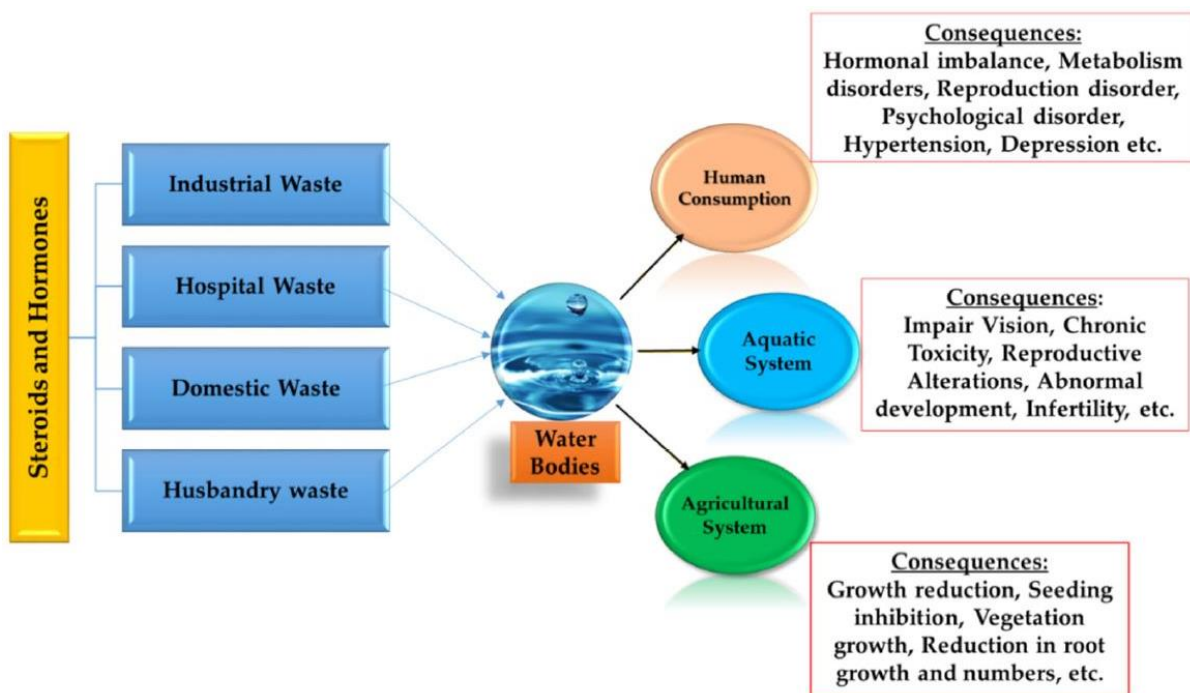 Steroids and Hormones
Industrial Waste
Hospital Waste
Domestic Waste
Husbandry waste
Water
Bodies
Human
Consumption
Aquatic
System
Agricultural
System
Consequences:
Hormonal imbalance, Metabolism
disorders, Reproduction disorder,
Psychological disorder,
Hypertension, Depression etc.
Consequences:
Impair Vision, Chronic
Toxicity, Reproductive
Alterations, Abnormal
development, Infertility, etc.
Consequences:
Growth reduction, Seeding
inhibition, Vegetation
growth, Reduction in root
growth and numbers, etc.